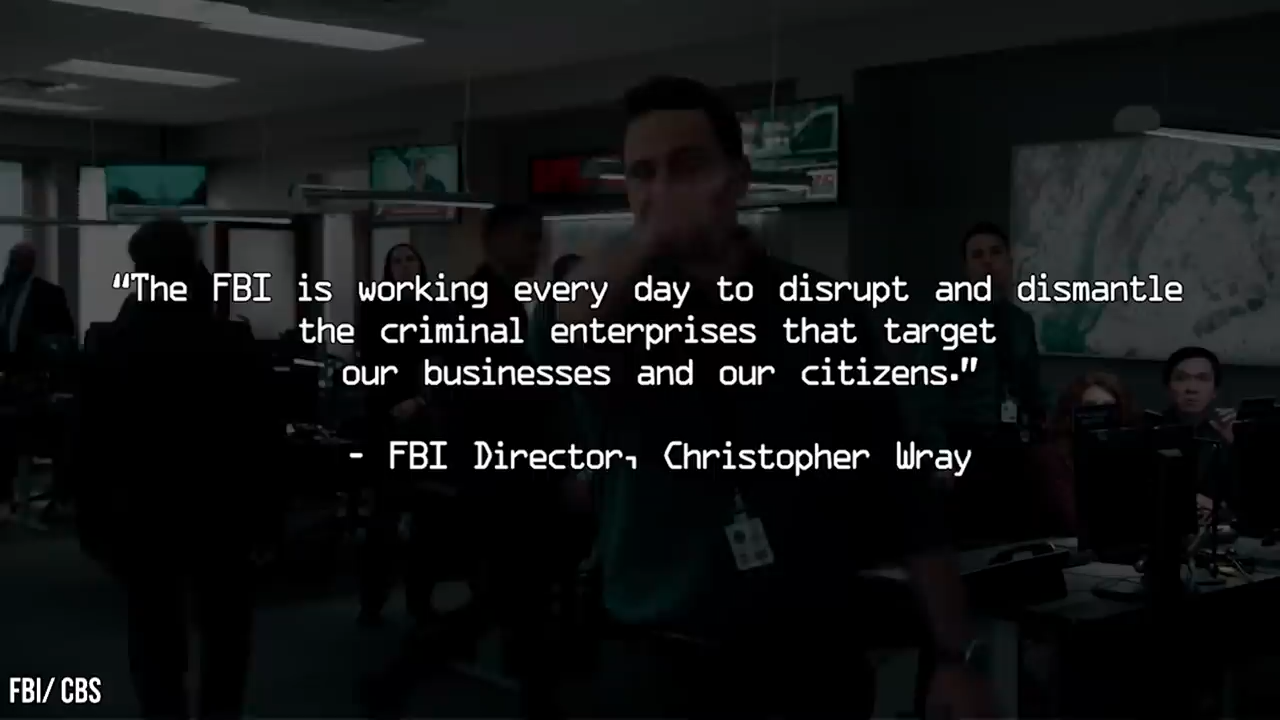 “The FBI is working every day to disrupt and dismantle
the criminal enterprises that target
our businesses and our citizens.”
- FBI Director, Christopher Wray
FBI/ CBS